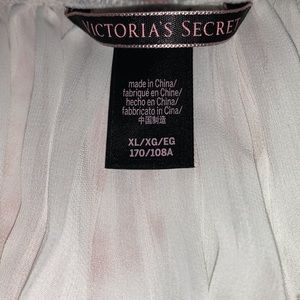 VICTORIA'S SECRET
made in China/
fabriqué en Chine/
hecho en China/
fabbricato in Cina/
中国制造
XL/XG/EG
170/108A